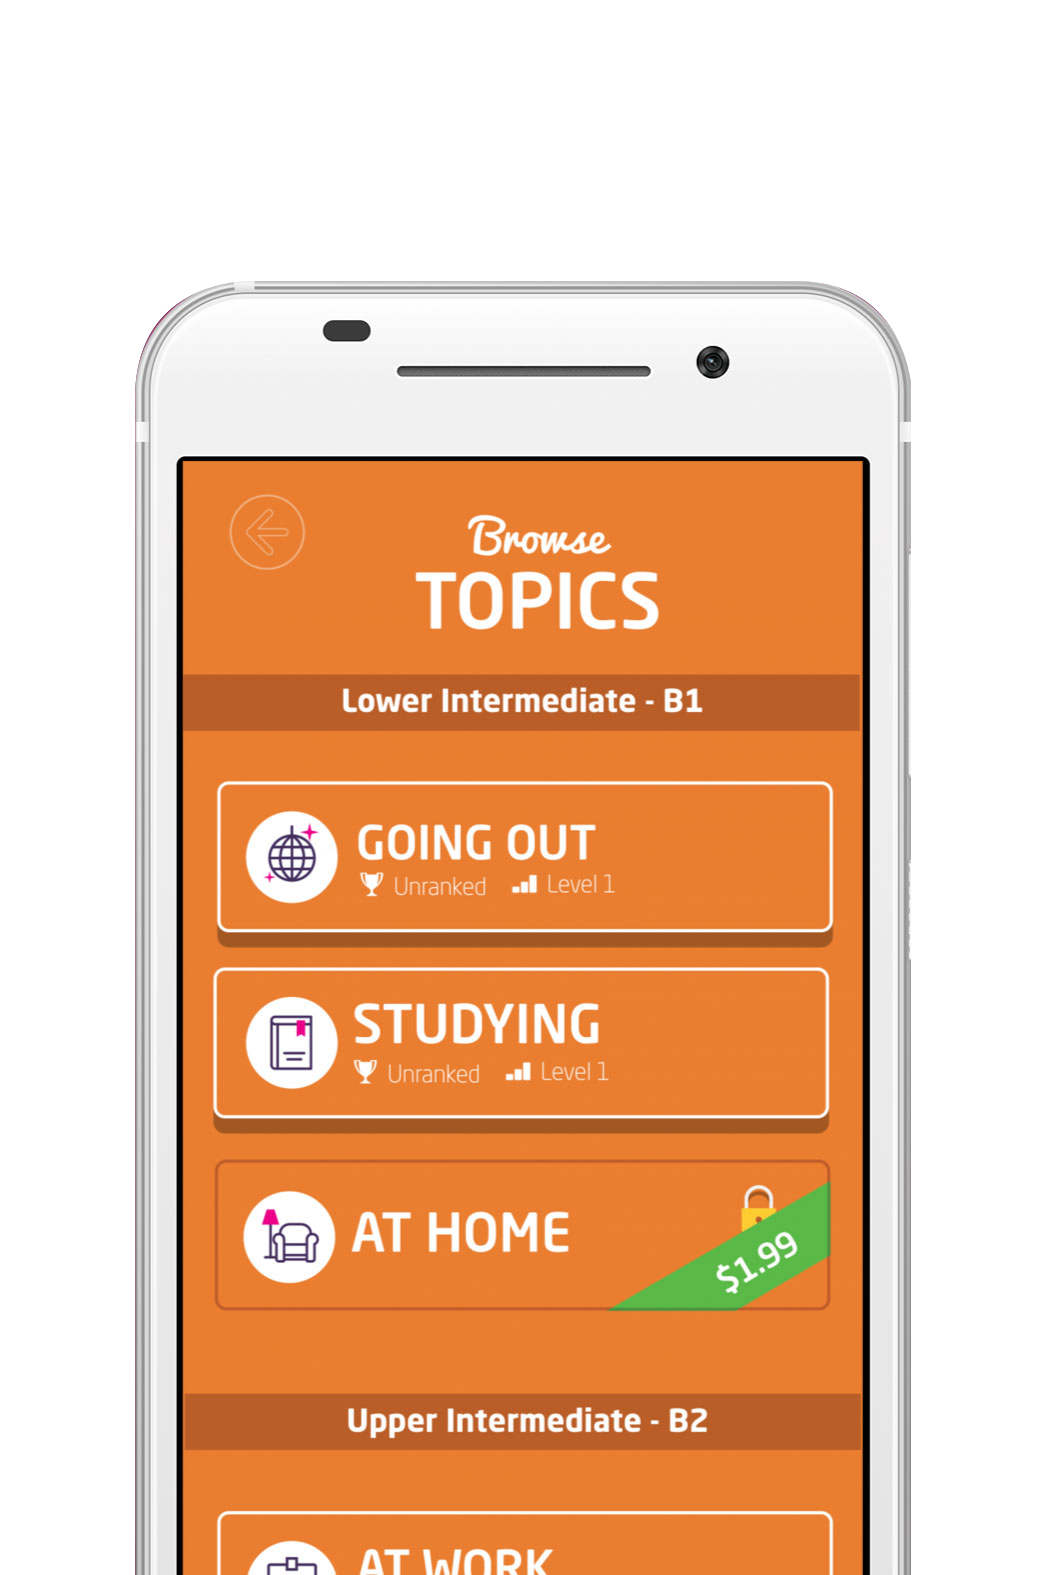 Browse
TOPICS
Lower Intermediate - B1
GOING OUT
Unranked Level 1
STUDYING
Unranked Level 1
AT HOME
$1.99
Upper Intermediate - B2
AT WORK